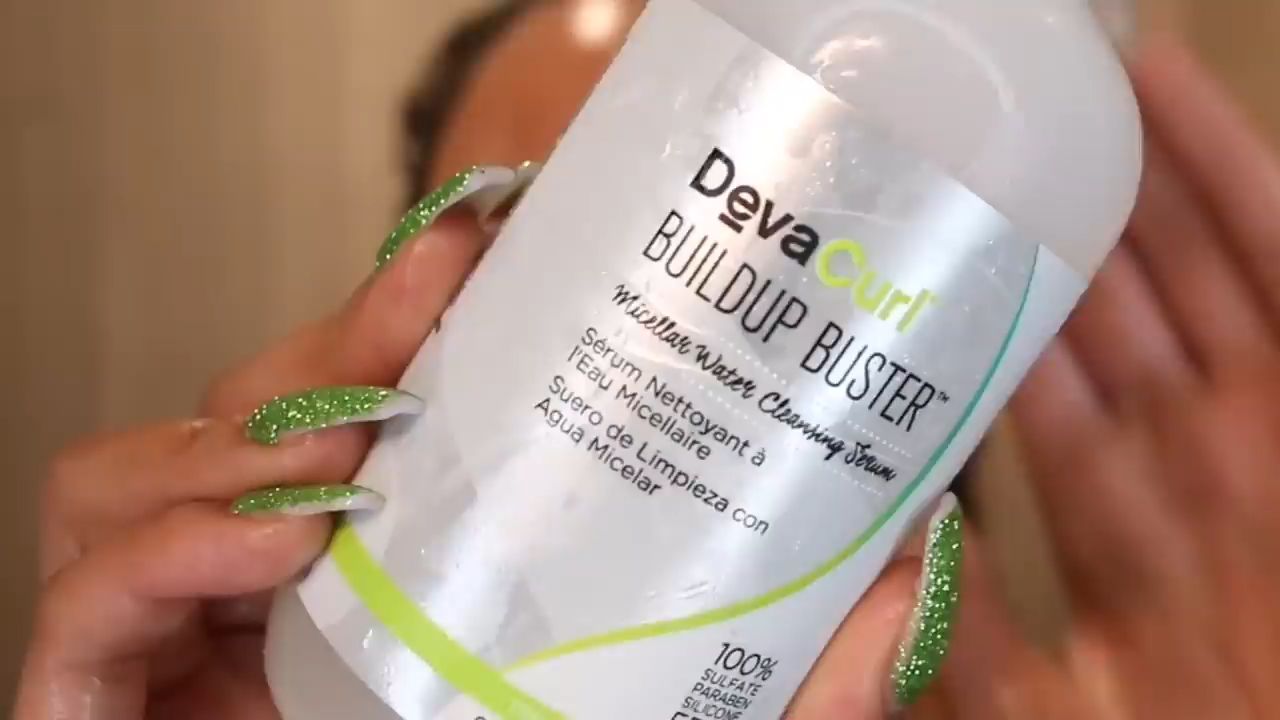 DevaCurl™
BUILDUP BUSTER™
Micellar Water Cleansing Serum
Sérum Nettoyant à
l'Eau Micellaire
Suero de Limpieza con
Agua Micelar
100%
SULFATE
PARABEN
SILICONE